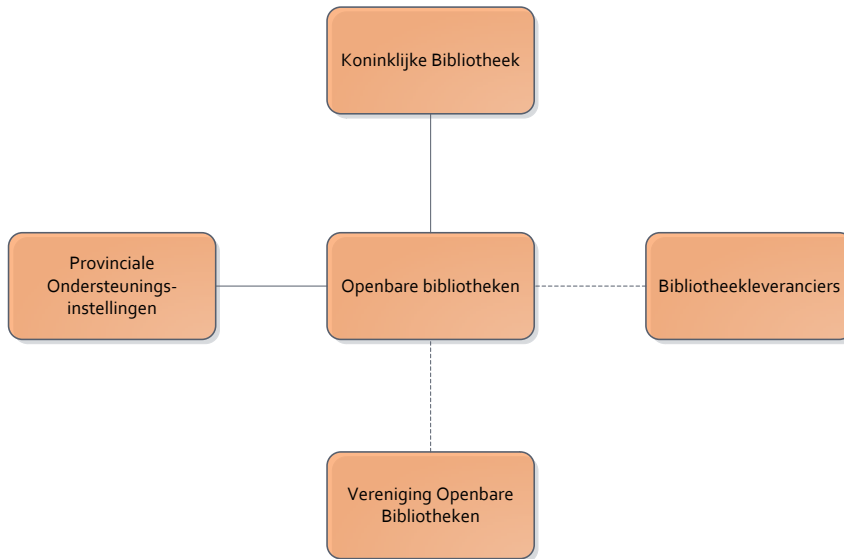 Koninklijke Bibliotheek
Provinciale
Ondersteunings-
instellingen
Openbare bibliotheken
Bibliotheekleveranciers
Vereniging Openbare
Bibliotheken